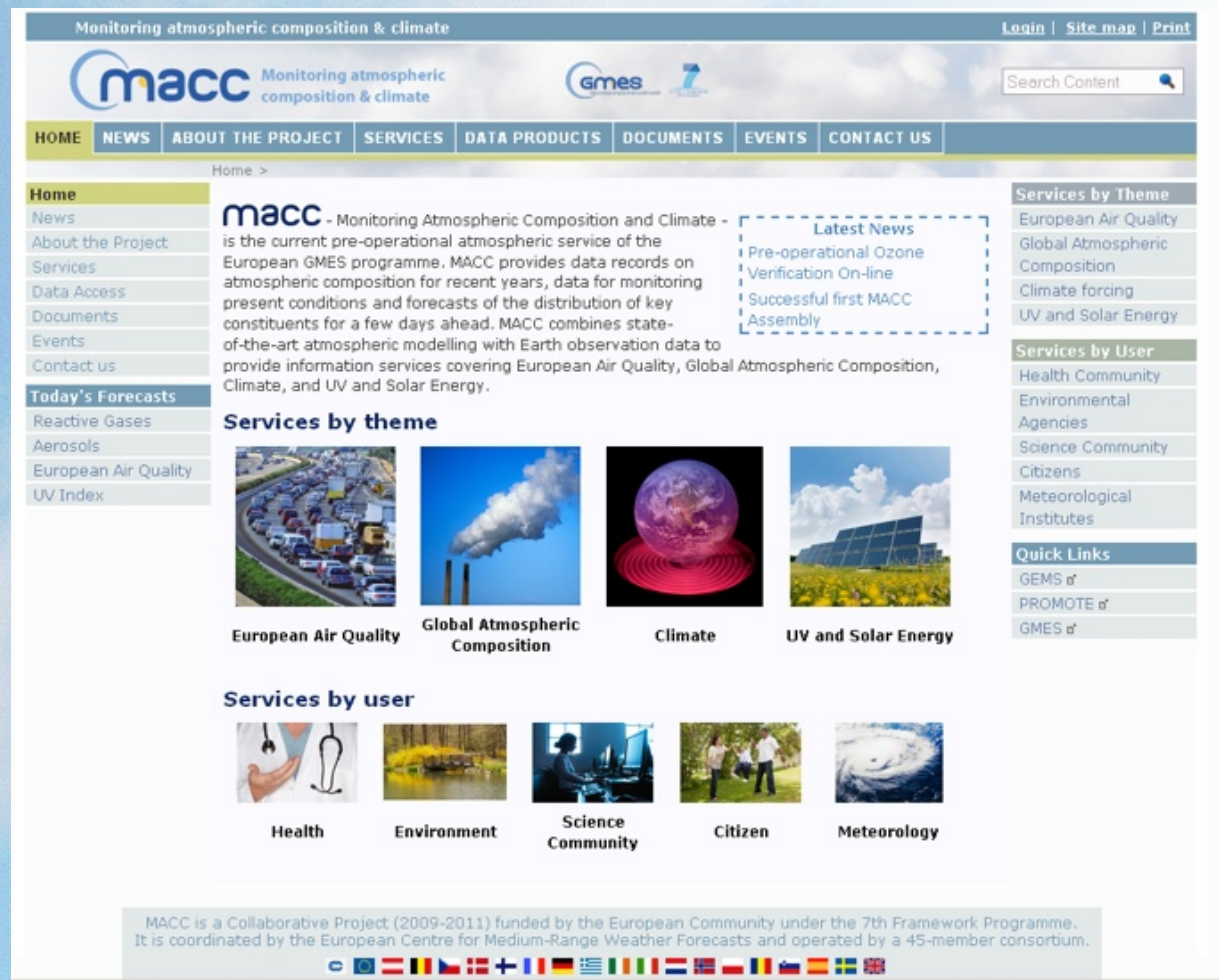 Monitoring atmospheric composition & climate
Login | Site map | Print
macc Monitoring atmospheric
composition & climate
GMES
7
Search Content
HOME NEWS ABOUT THE PROJECT SERVICES DATA PRODUCTS DOCUMENTS EVENTS CONTACT US
Home >
Home
News
About the Project
Services
Data Access
Documents
Events
Contact us
Today's Forecasts
Reactive Gases
Aerosols
European Air Quality
UV Index
macc - Monitoring Atmospheric Composition and Climate -
is the current pre-operational atmospheric service of the
European GMES programme. MACC provides data records on
atmospheric composition for recent years, data for monitoring
present conditions and forecasts of the distribution of key
constituents for a few days ahead. MACC combines state-
of-the-art atmospheric modelling with Earth observation data to
provide information services covering European Air Quality, Global Atmospheric Composition,
Climate, and UV and Solar Energy.
Latest News
Pre-operational Ozone
Verification On-line
Successful first MACC
Assembly
Services by theme
European Air Quality
Global Atmospheric
Composition
Climate
UV and Solar Energy
Services by user
Health
Environment
Science
Community
Citizen
Meteorology
Services by Theme
European Air Quality
Global Atmospheric
Composition
Climate forcing
UV and Solar Energy
Services by User
Health Community
Environmental
Agencies
Science Community
Citizens
Meteorological
Institutes
Quick Links
GEMS
PROMOTE
GMES
MACC is a Collaborative Project (2009-2011) funded by the European Community under the 7th Framework Programme.
It is coordinated by the European Centre for Medium-Range Weather Forecasts and operated by a 45-member consortium.